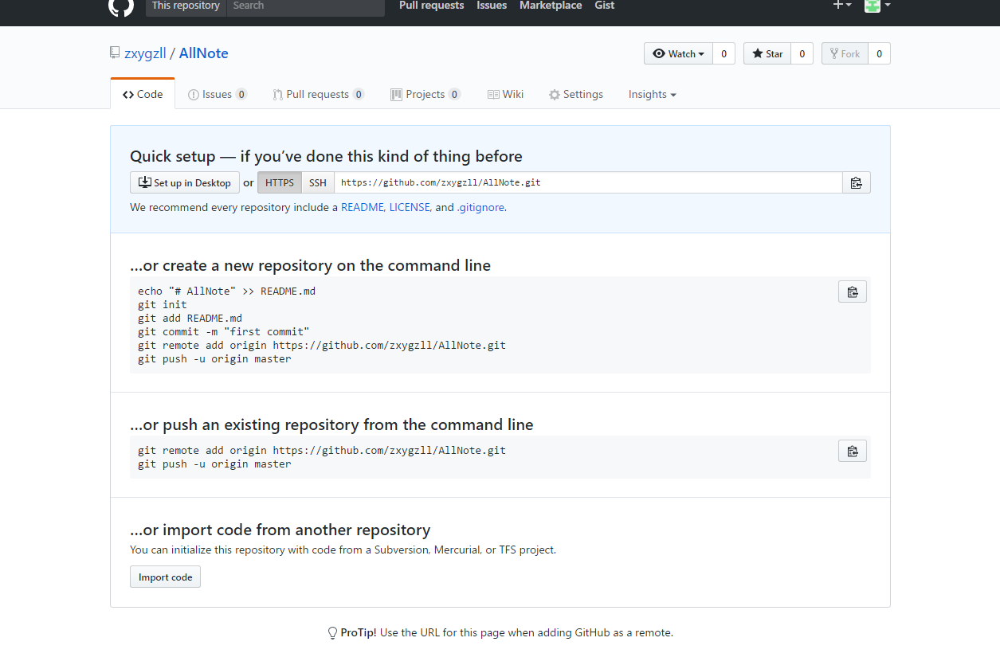 This repository Search Pull requests Issues Marketplace Gist
zxygzll / AllNote Watch 0 Star 0 Fork 0
Code Issues 0 Pull requests 0 Projects 0 Wiki Settings Insights
Quick setup — if you’ve done this kind of thing before
Set up in Desktop or HTTPS SSH https://github.com/zxygzll/AllNote.git
We recommend every repository include a README, LICENSE, and .gitignore.
…or create a new repository on the command line
echo "# AllNote" >> README.md
git init
git add README.md
git commit -m "first commit"
git remote add origin https://github.com/zxygzll/AllNote.git
git push -u origin master
…or push an existing repository from the command line
git remote add origin https://github.com/zxygzll/AllNote.git
git push -u origin master
…or import code from another repository
You can initialize this repository with code from a Subversion, Mercurial, or TFS project.
Import code
ProTip! Use the URL for this page when adding GitHub as a remote.